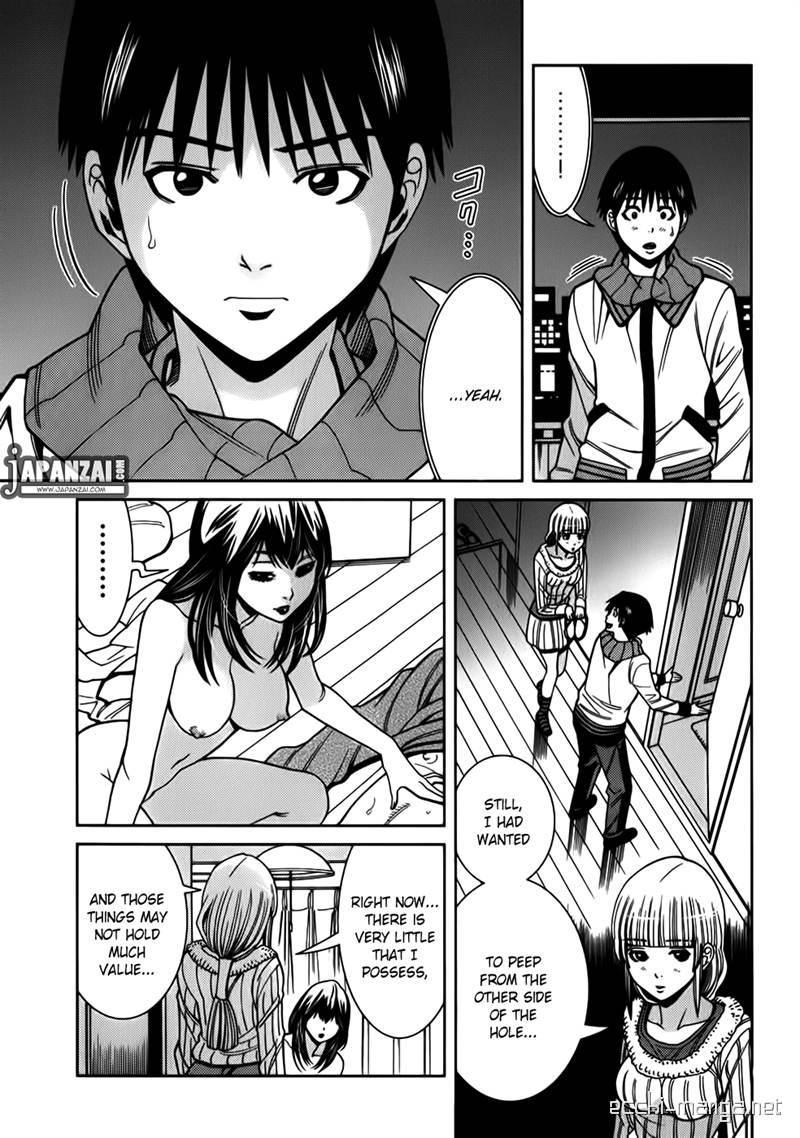 .........!
コク…
...YEAH.
JAPANZAI.COM
WWW.JAPANZAI.COM
STILL,
I HAD
WANTED
TO PEEP
FROM THE
OTHER SIDE
OF THE
HOLE...
.........
RIGHT NOW...
THERE IS
VERY LITTLE
THAT I
POSSESS,
AND THOSE
THINGS MAY
NOT HOLD
MUCH
VALUE...
ecchi-manga.net